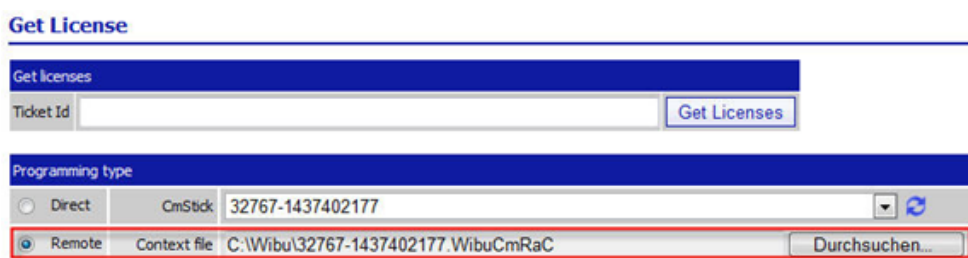 Get License
Get licenses
Ticket Id Get Licenses
Programming type
Direct CmStick 32767-1437402177
Remote Context file C:\Wibu\32767-1437402177.WibuCmRaC Durchsuchen...